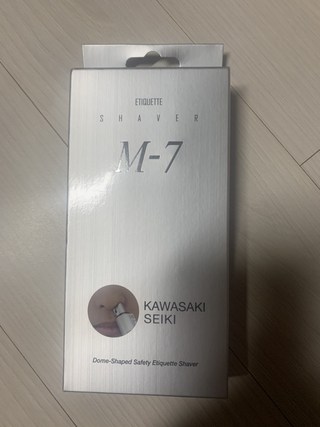 ETIQUETTE
SHAVER
M-7
KAWASAKI
SEIKI
Dome-Shaped Safety Etiquette Shaver